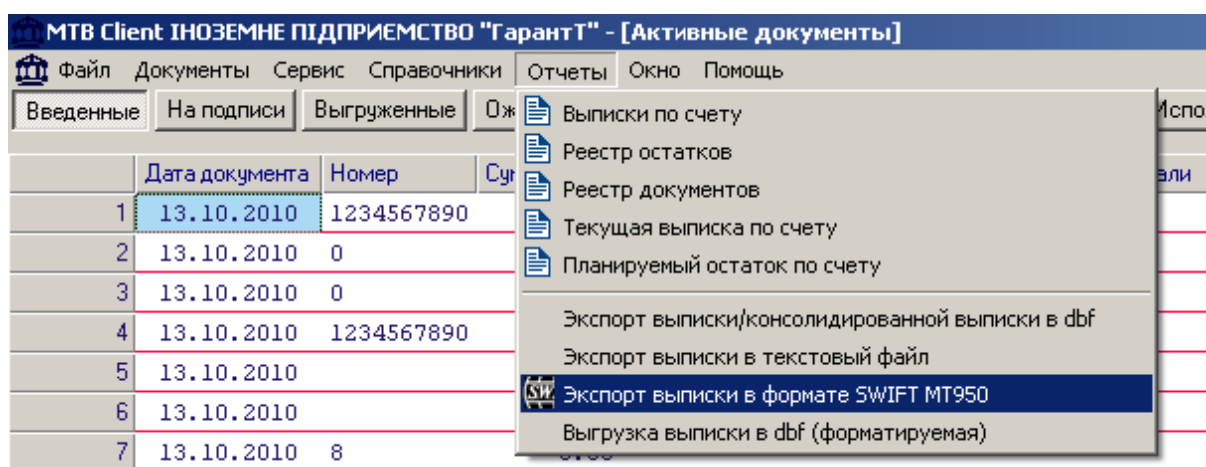 МТВ Client ІНОЗЕМНЕ ПІДПРИЄМСТВО "ГарантТ" - [Активные документы]
Файл Документы Сервис Справочники Отчеты Окно Помощь
Введенные На подписи Выгруженные
Выписки по счету
Реестр остатков
Дата документа Номер
Реестр документов
1 13.10.2010 1234567890
Текущая выписка по счету
2 13.10.2010 0
Планируемый остаток по счету
3 13.10.2010 0
Экспорт выписки/консолидированной выписки в dbf
4 13.10.2010 1234567890
Экспорт выписки в текстовый файл
5 13.10.2010
SW Экспорт выписки в формате SWIFT MT950
6 13.10.2010
Выгрузка выписки в dbf (форматируемая)
7 13.10.2010 8